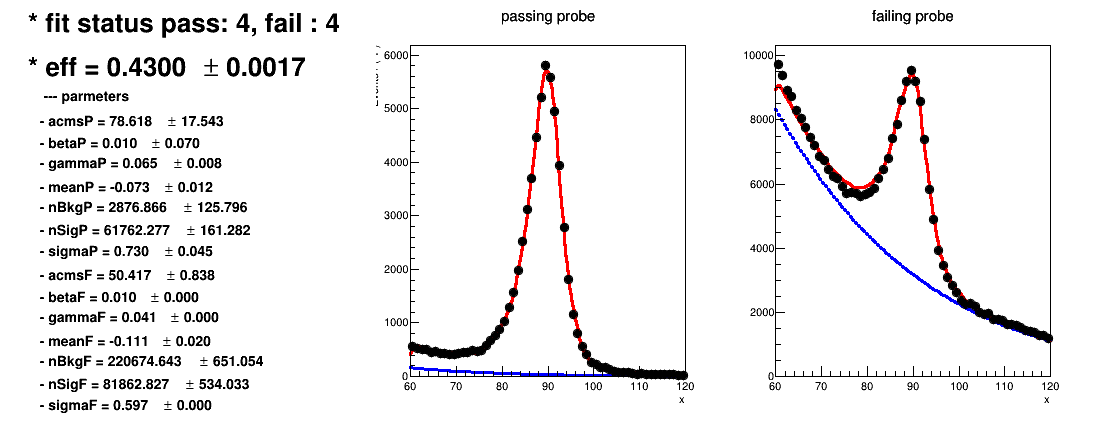 * fit status pass: 4, fail : 4
* eff = 0.4300 ± 0.0017
--- parmeters
- acmsP = 78.618 ± 17.543
- betaP = 0.010 ± 0.070
- gammaP = 0.065 ± 0.008
- meanP = -0.073 ± 0.012
- nBkgP = 2876.866 ± 125.796
- nSigP = 61762.277 ± 161.282
- sigmaP = 0.730 ± 0.045
- acmsF = 50.417 ± 0.838
- betaF = 0.010 ± 0.000
- gammaF = 0.041 ± 0.000
- meanF = -0.111 ± 0.020
- nBkgF = 220674.643 ± 651.054
- nSigF = 81862.827 ± 534.033
- sigmaF = 0.597 ± 0.000
passing probe
6000
5000
4000
3000
2000
1000
0
60 70 80 90 100 110 120
x
failing probe
10000
8000
6000
4000
2000
0
60 70 80 90 100 110 120
x